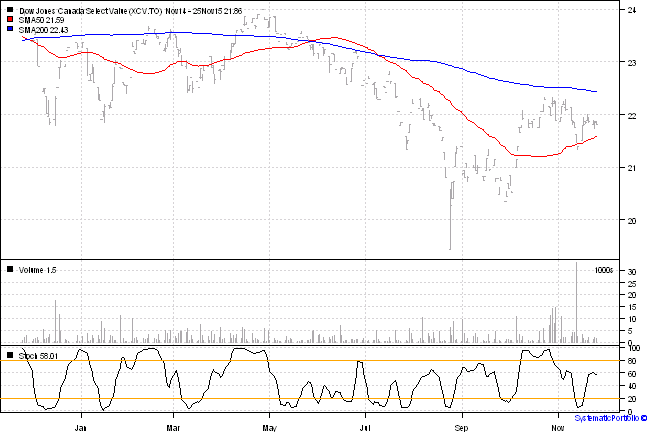 Dow Jones Canada Select Value (XCV.TO) Nov14 - 25Nov15 21.86
SMA50 21.59
SMA200 22.43
24
23
22
21
20
Volume 1.5
1000s
30
25
20
15
10
5
0
Stoch 58.01
100
80
60
40
20
0
Jan Mar May Jul Sep Nov
SystematicPortfolio ©